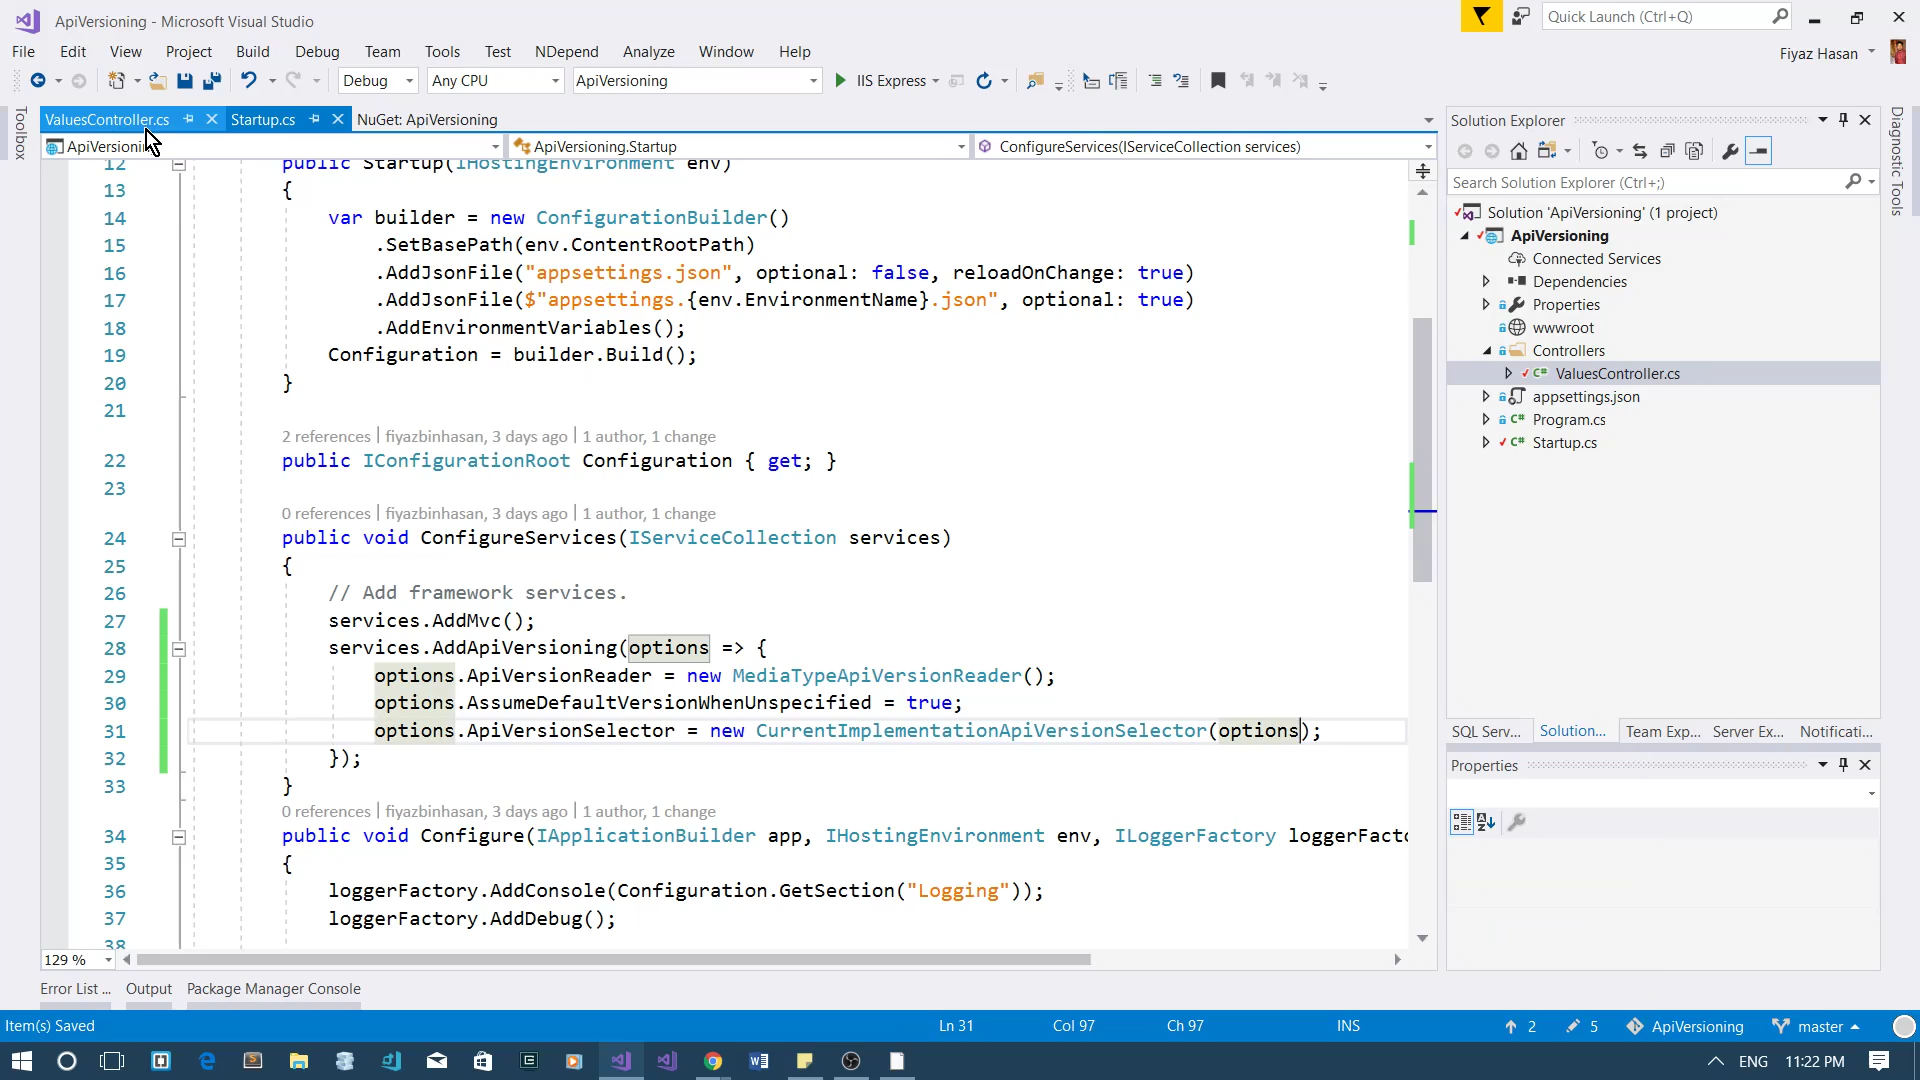 ApiVersioning - Microsoft Visual Studio
Quick Launch (Ctrl+Q)
File Edit View Project Build Debug Team Tools Test NDepend Analyze Window Help
Fiyaz Hasan
Debug Any CPU ApiVersioning IIS Express
Toolbox
ValuesController.cs Startup.cs NuGet: ApiVersioning
ApiVersioning.Startup ConfigureServices(IServiceCollection services)
12 public Startup(IHostingEnvironment env)
13 {
14 var builder = new ConfigurationBuilder()
15 .SetBasePath(env.ContentRootPath)
16 .AddJsonFile("appsettings.json", optional: false, reloadOnChange: true)
17 .AddJsonFile($"appsettings.{env.EnvironmentName}.json", optional: true)
18 .AddEnvironmentVariables();
19 Configuration = builder.Build();
20 }
21
2 references | fiyazbinhasan, 3 days ago | 1 author, 1 change
22 public IConfigurationRoot Configuration { get; }
23
0 references | fiyazbinhasan, 3 days ago | 1 author, 1 change
24 public void ConfigureServices(IServiceCollection services)
25 {
26 // Add framework services.
27 services.AddMvc();
28 services.AddApiVersioning(options => {
29 options.ApiVersionReader = new MediaTypeApiVersionReader();
30 options.AssumeDefaultVersionWhenUnspecified = true;
31 options.ApiVersionSelector = new CurrentImplementationApiVersionSelector(options);
32 });
33 }
0 references | fiyazbinhasan, 3 days ago | 1 author, 1 change
34 public void Configure(IApplicationBuilder app, IHostingEnvironment env, ILoggerFactory loggerFacto
35 {
36 loggerFactory.AddConsole(Configuration.GetSection("Logging"));
37 loggerFactory.AddDebug();
38
129 %
Error List ... Output Package Manager Console
Solution Explorer
Search Solution Explorer (Ctrl+;)
Solution 'ApiVersioning' (1 project)
ApiVersioning
Connected Services
Dependencies
Properties
wwwroot
Controllers
C# ValuesController.cs
appsettings.json
C# Program.cs
C# Startup.cs
SQL Serv... Solution... Team Exp... Server Ex... Notificati...
Properties
Diagnostic Tools
Item(s) Saved Ln 31 Col 97 Ch 97 INS 2 5 ApiVersioning master
ENG 11:22 PM